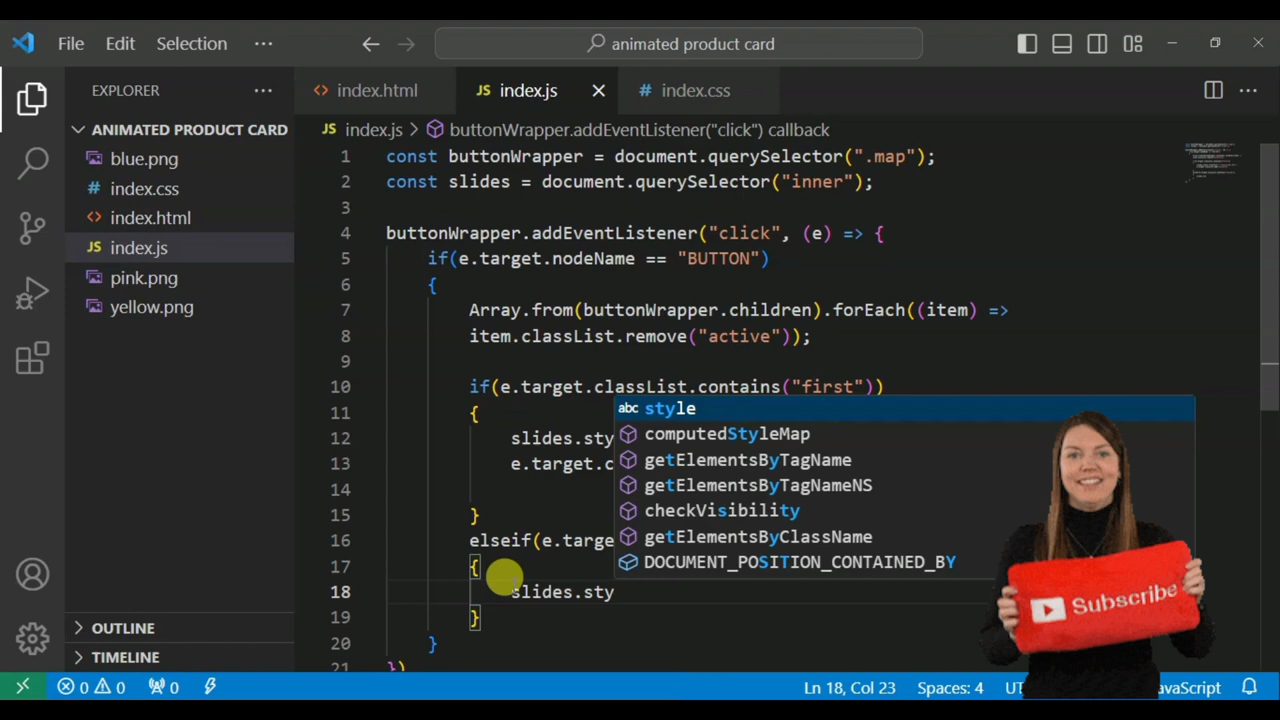 File Edit Selection ...
animated product card
EXPLORER ...
index.html
JS index.js
# index.css
ANIMATED PRODUCT CARD
blue.png
# index.css
index.html
JS index.js
pink.png
yellow.png
OUTLINE
TIMELINE
JS index.js > buttonWrapper.addEventListener("click") callback
1 const buttonWrapper = document.querySelector(".map");
2 const slides = document.querySelector("inner");
3
4 buttonWrapper.addEventListener("click", (e) => {
5 if(e.target.nodeName == "BUTTON")
6 {
7 Array.from(buttonWrapper.children).forEach((item) =>
8 item.classList.remove("active"));
9
10 if(e.target.classList.contains("first"))
11 {
12 slides.sty
13 e.target.c
14
15 }
16 elseif(e.targe
17 {
18 slides.sty
19 }
20 }
21 })
abc style
computedStyleMap
getElementsByTagName
getElementsByTagNameNS
checkVisibility
getElementsByClassName
DOCUMENT_POSITION_CONTAINED_BY
Subscribe
0 0 0
Ln 18, Col 23 Spaces: 4 UT avaScript